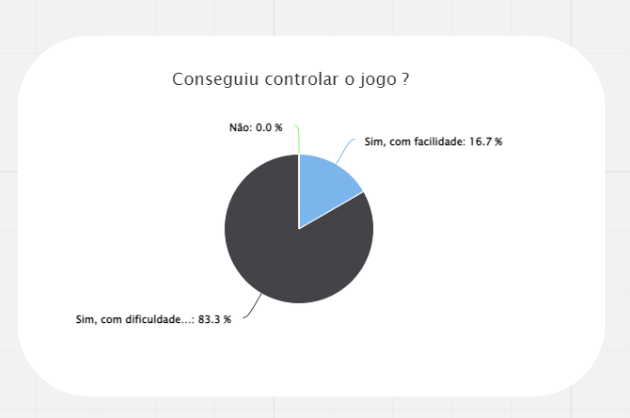 Conseguiu controlar o jogo ?
Não: 0.0 %
Sim, com facilidade: 16.7 %
Sim, com dificuldade...: 83.3 %